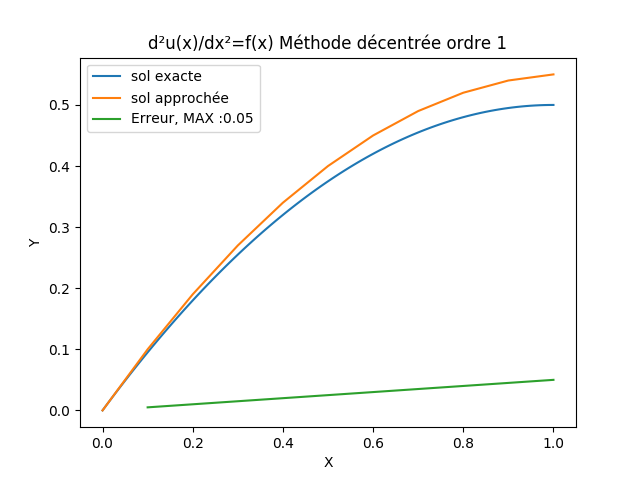 d²u(x)/dx²=f(x) Méthode décentrée ordre 1
sol exacte
sol approchée
Erreur, MAX :0.05
Y
0.5
0.4
0.3
0.2
0.1
0.0
0.0 0.2 0.4 0.6 0.8 1.0
X